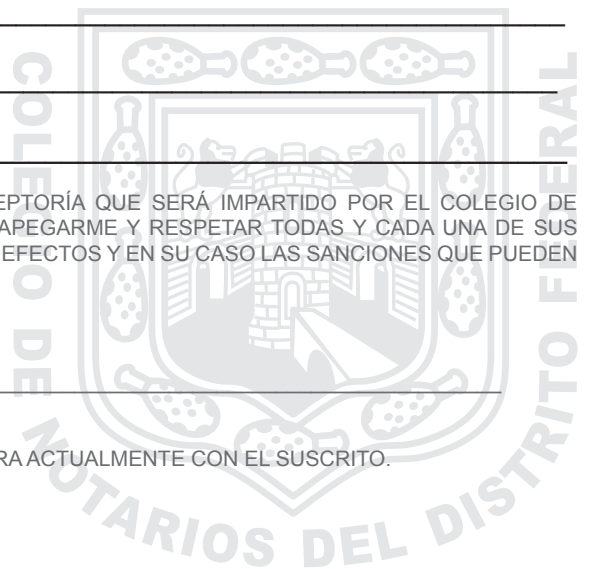 EPTORÍA QUE SERÁ IMPARTIDO POR EL COLEGIO DE
APEGARME Y RESPETAR TODAS Y CADA UNA DE SUS
EFECTOS Y EN SU CASO LAS SANCIONES QUE PUEDEN
RA ACTUALMENTE CON EL SUSCRITO.
COLEGIO DE NOTARIOS DEL DISTRITO FEDERAL